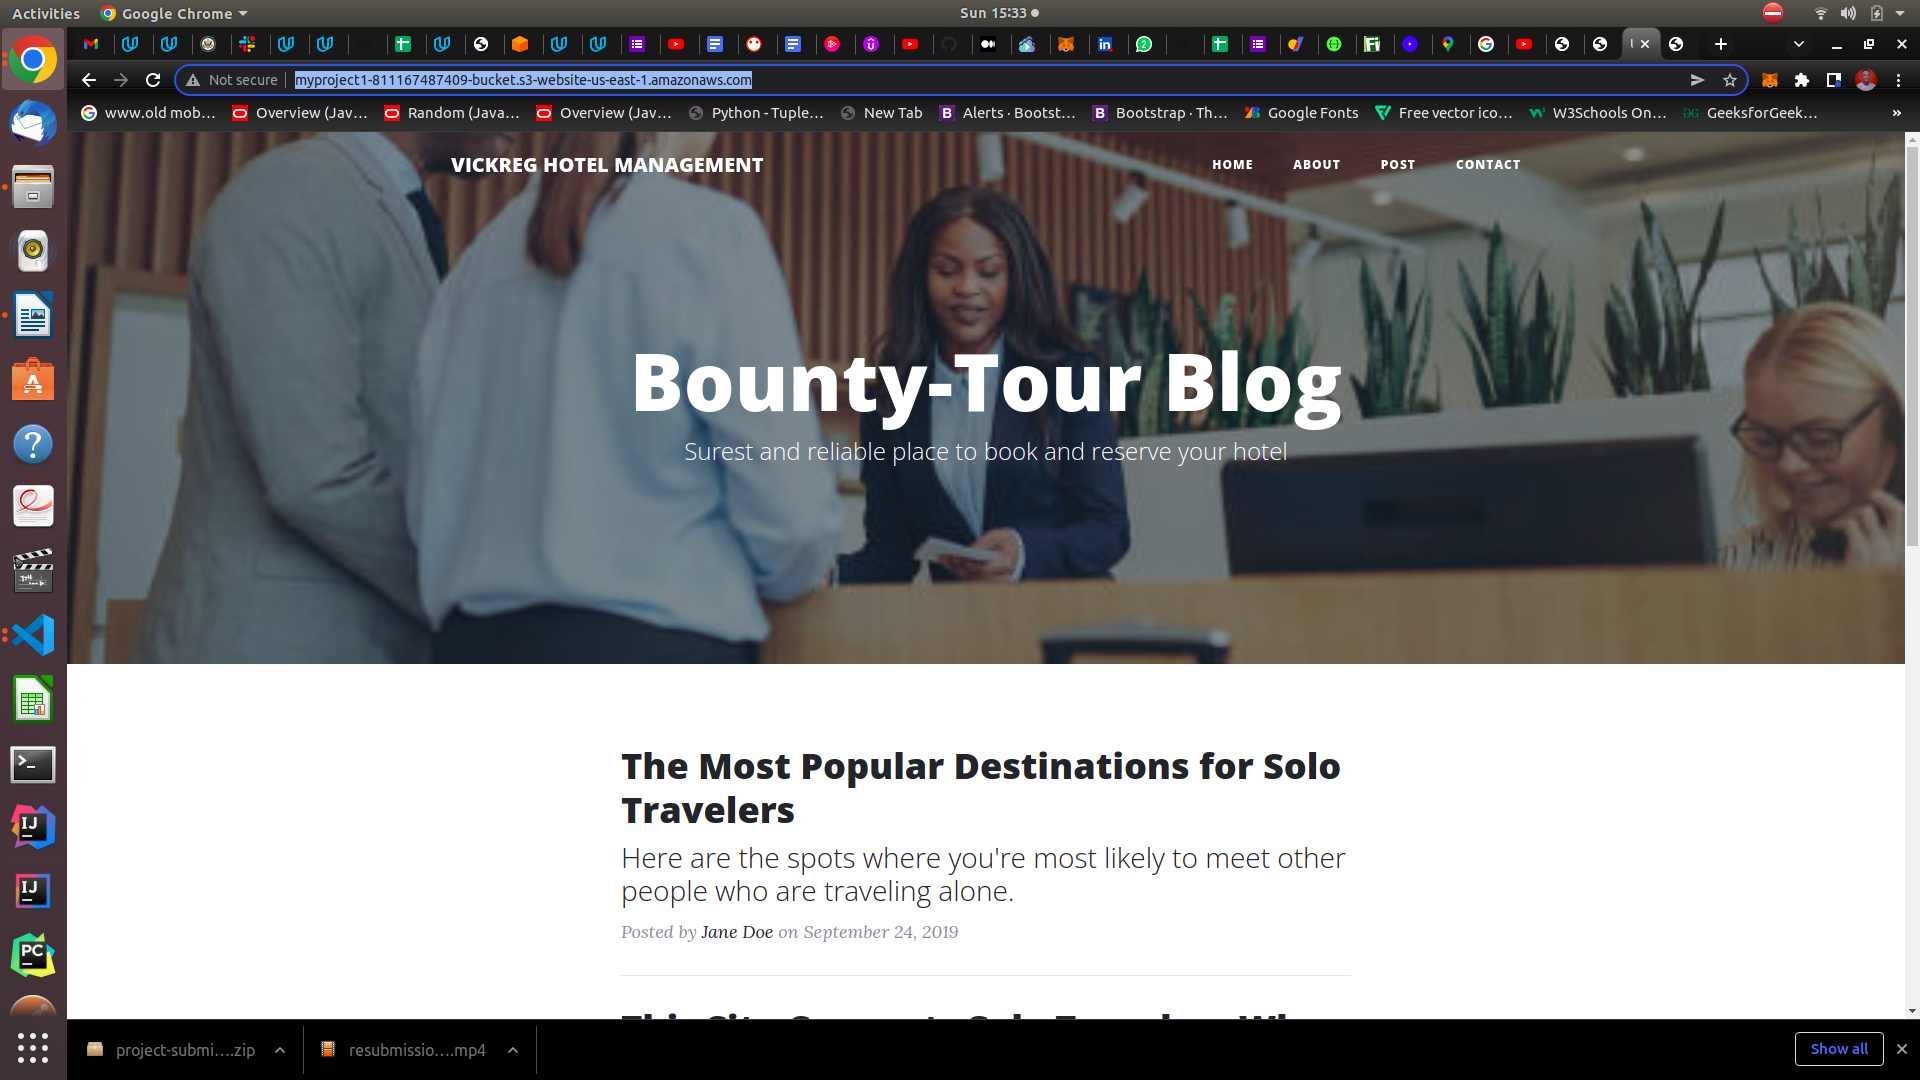 Activities
Google Chrome
Sun 15:33
Not secure
myproject1-811167487409-bucket.s3-website-us-east-1.amazonaws.com
www.old mob…
Overview (Jav…
Random (Java…
Overview (Jav…
Python - Tuple…
New Tab
Alerts · Bootst…
Bootstrap · Th…
Google Fonts
Free vector ico…
W3Schools On…
GeeksforGeek…
VICKREG HOTEL MANAGEMENT
HOME
ABOUT
POST
CONTACT
Bounty-Tour Blog
Surest and reliable place to book and reserve your hotel
The Most Popular Destinations for Solo
Travelers
Here are the spots where you're most likely to meet other
people who are traveling alone.
Posted by Jane Doe on September 24, 2019
project-submi….zip
resubmissio….mp4
Show all